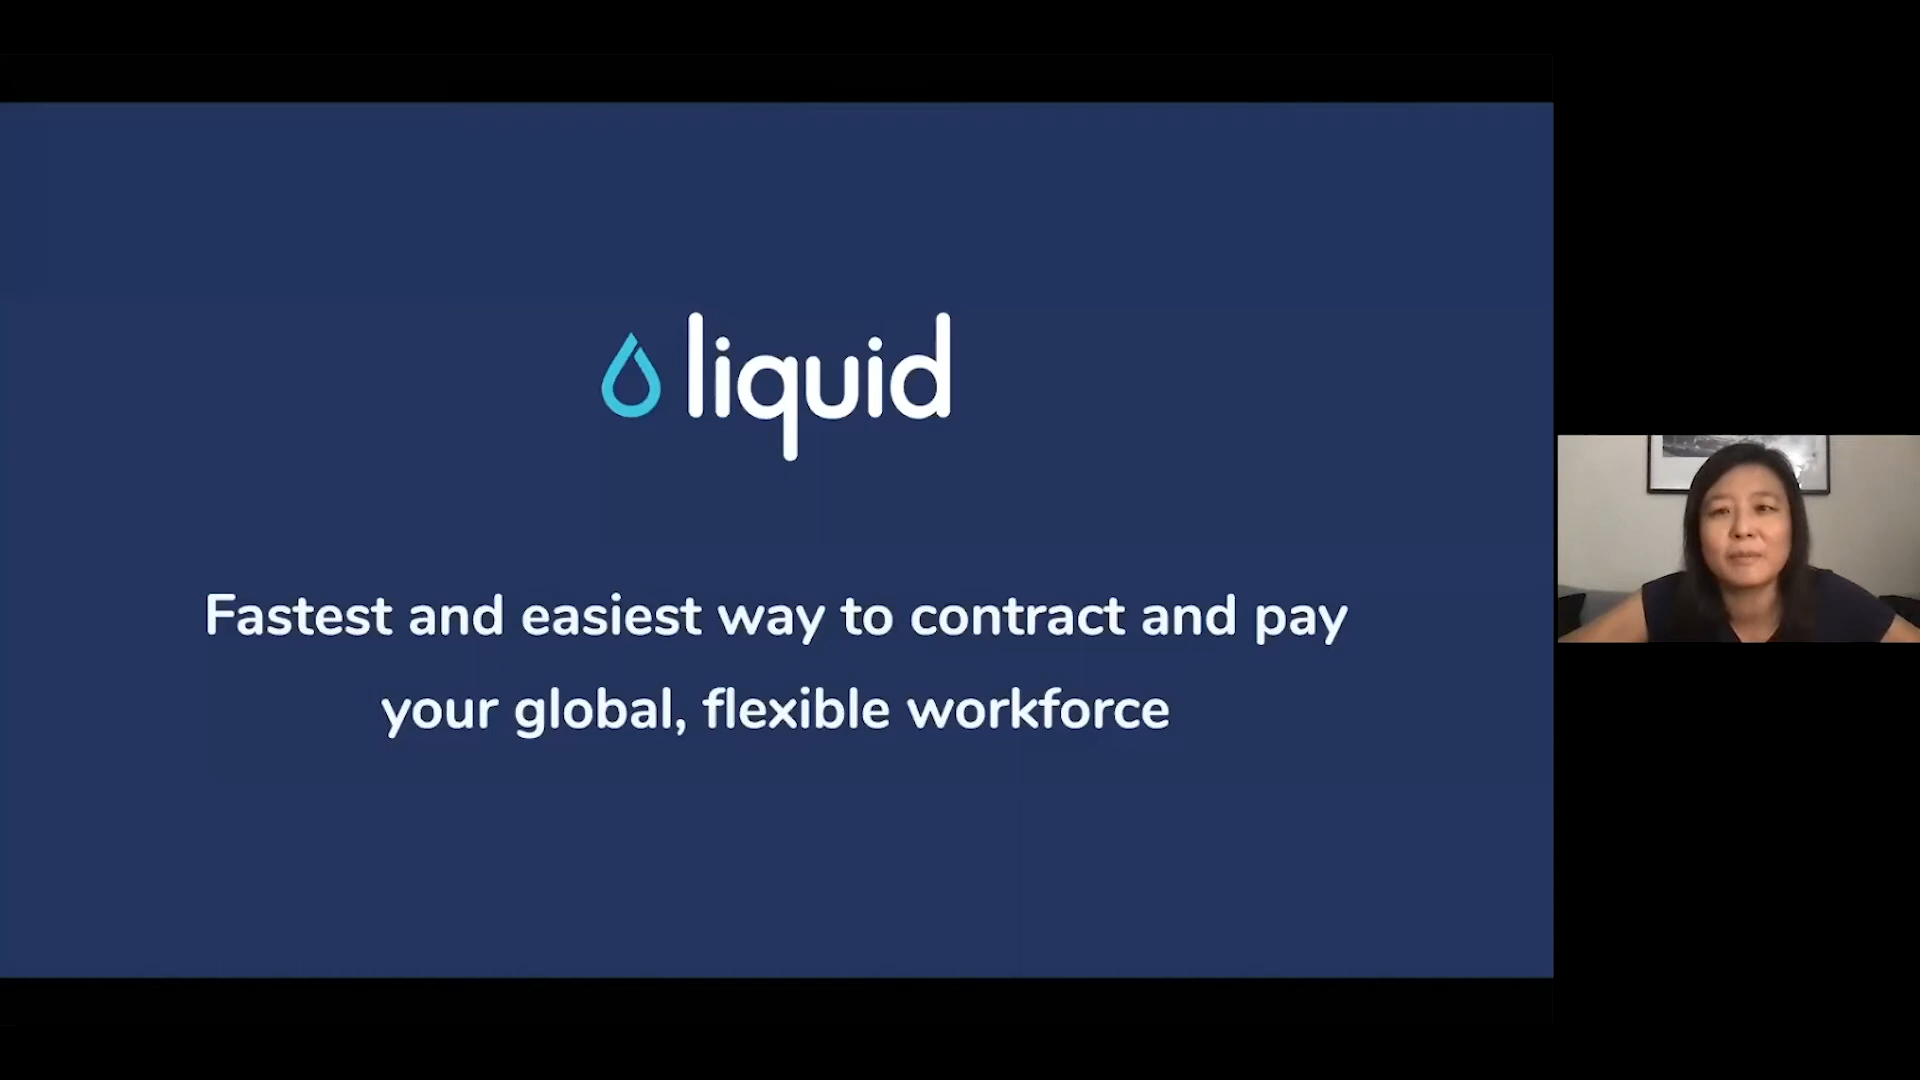 liquid
Fastest and easiest way to contract and pay
your global, flexible workforce